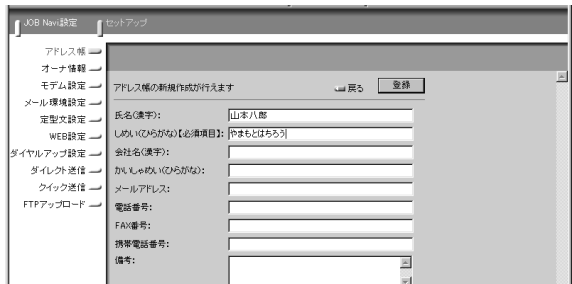 JOB Navi設定 セットアップ
アドレス帳
オーナ情報
モデム設定
メール環境設定
定型文設定
WEB設定
ダイヤルアップ設定
ダイレクト送信
クイック送信
FTPアップロード
アドレス帳の新規作成が行えます 戻る 登録
氏名(漢字): 山本八郎
しめい(ひらがな)【必須項目】: やまもとはちろう
会社名(漢字):
かいしゃめい(ひらがな):
メールアドレス:
電話番号:
FAX番号:
携帯電話番号:
備考: